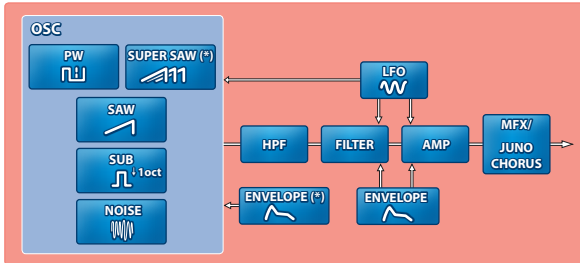 OSC
PW
SUPER SAW (*)
LFO
SAW
MFX/
JUNO
CHORUS
HPF
FILTER
AMP
SUB
↓1oct
ENVELOPE (*)
ENVELOPE
NOISE